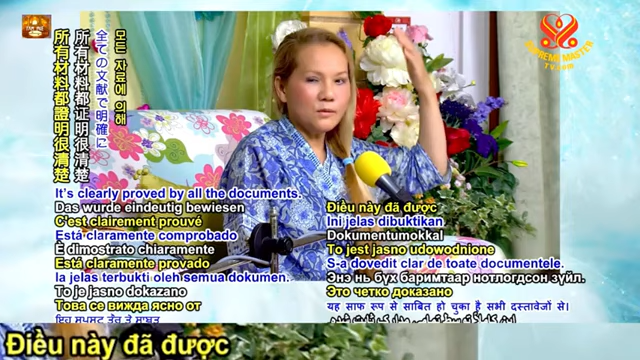 SUPREME MASTER
TV.COM
所有材料都證明很清楚
所有材料都证明很清楚
全ての文献で明確に
모든 자료에 의해
It's clearly proved by all the documents.
Das wurde eindeutig bewiesen
C'est clairement prouvé
Está claramente comprobado
È dimostrato chiaramente
Está claramente provado
Ia jelas terbukti oleh semua dokumen.
To je jasno dokazano
Това се вижда ясно от
Điều này đã được
Ini jelas dibuktikan
Dokumentumokkal
To jest jasno udowodnione
S-a dovedit clar de toate documentele.
Энэ нь бүх баримтаар нотлогдсон зүйл.
Это четко доказано
यह साफ रूप से साबित हो चुका है सभी दस्तावेजों से।
Điều này đã được